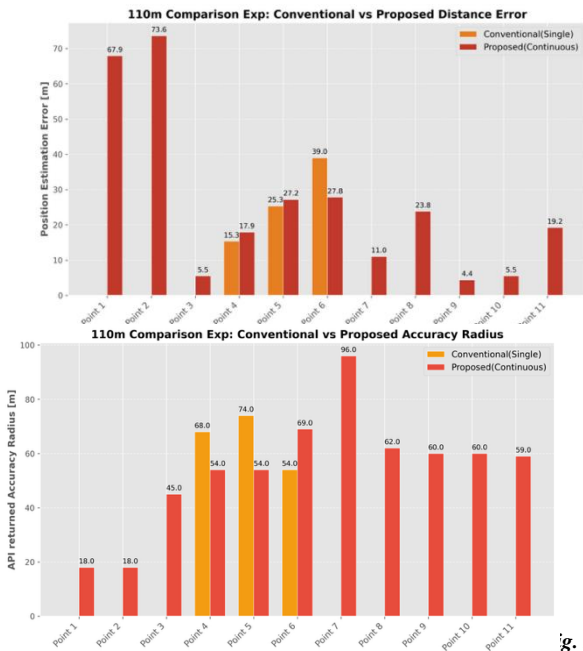 110m Comparison Exp: Conventional vs Proposed Distance Error
Conventional(Single)
Proposed(Continuous)
Position Estimation Error [m]
70
60
50
40
30
20
10
0
67.9
73.6
5.5
15.3
17.9
25.3
27.2
39.0
27.8
11.0
23.8
4.4
5.5
19.2
Point 1
Point 2
Point 3
Point 4
Point 5
Point 6
Point 7
Point 8
Point 9
Point 10
Point 11
110m Comparison Exp: Conventional vs Proposed Accuracy Radius
Conventional(Single)
Proposed(Continuous)
API returned Accuracy Radius [m]
100
80
60
40
20
0
18.0
18.0
45.0
68.0
54.0
74.0
54.0
54.0
69.0
96.0
62.0
60.0
60.0
59.0
Point 1
Point 2
Point 3
Point 4
Point 5
Point 6
Point 7
Point 8
Point 9
Point 10
Point 11